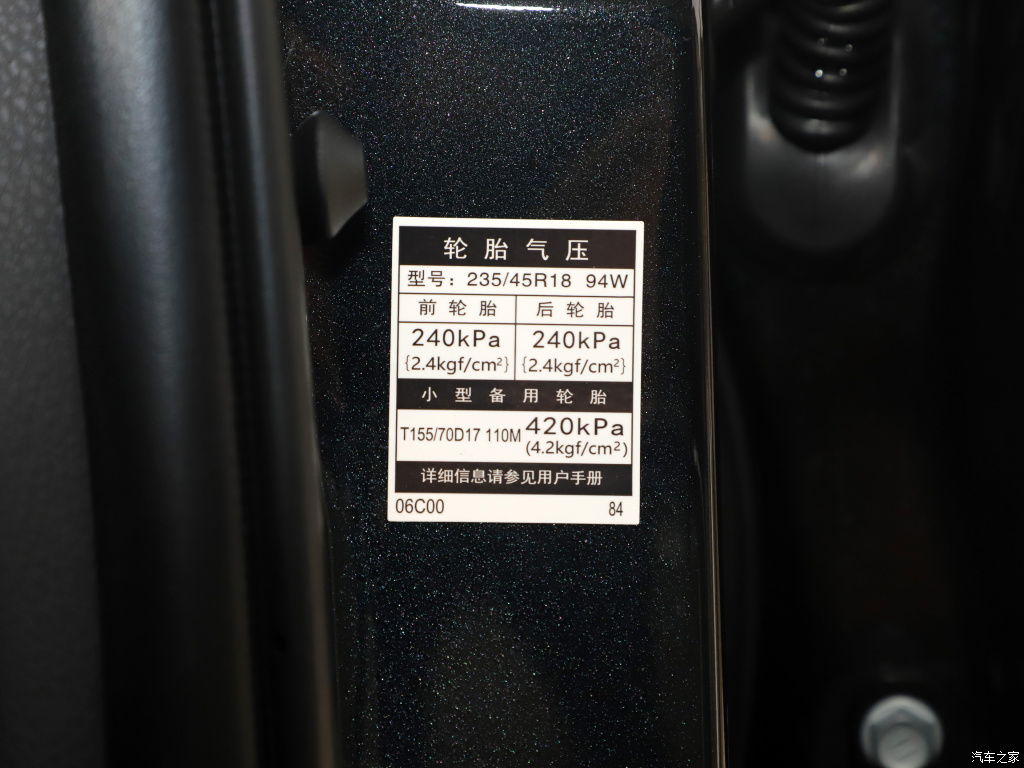 轮胎气压
型号：235/45R18 94W
前轮胎 后轮胎
240kPa 240kPa
{2.4kgf/cm²} {2.4kgf/cm²}
小型备用轮胎
T155/70D17 110M 420kPa
(4.2kgf/cm²)
详细信息请参见用户手册
06C00 84
汽车之家